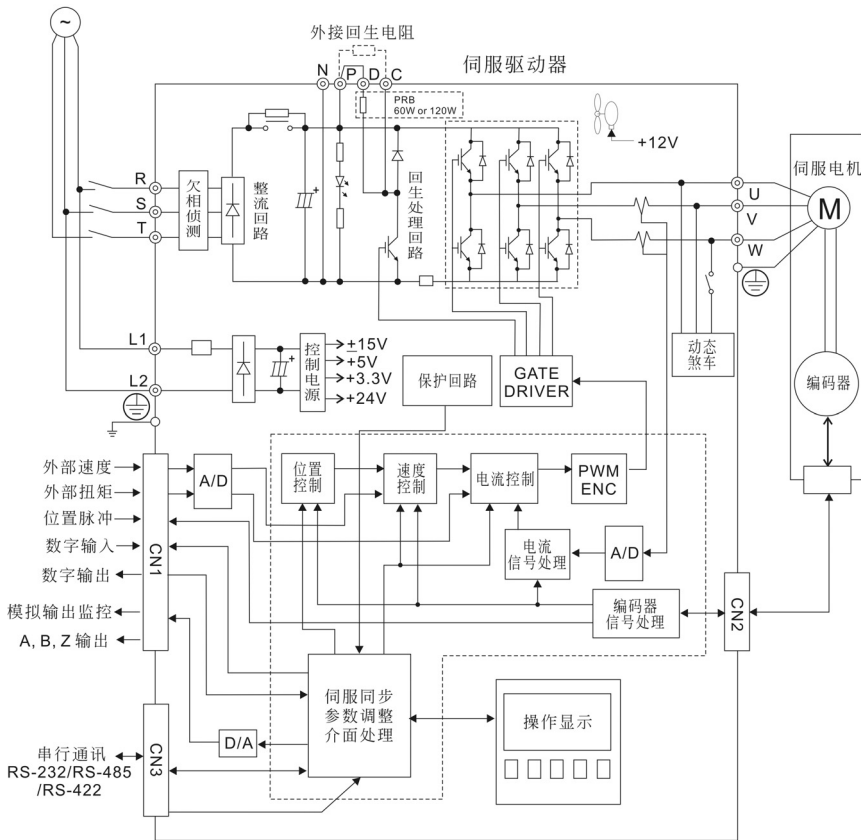 ~
外接回生电阻
N
P
D
C
伺服驱动器
PRB
60W or 120W
+12V
伺服电机
R
S
T
欠相侦测
整流回路
回生处理回路
U
V
W
M
L1
L2
控制电源
±15V
+5V
+3.3V
+24V
保护回路
GATE
DRIVER
动态
煞车
编码器
外部速度
外部扭矩
位置脉冲
数字输入
数字输出
模拟输出监控
A, B, Z 输出
CN1
A/D
位置
控制
速度
控制
电流控制
PWM
ENC
电流
信号处理
A/D
编码器
信号处理
CN2
伺服同步
参数调整
介面处理
D/A
操作显示
串行通讯
RS-232/RS-485
/RS-422
CN3